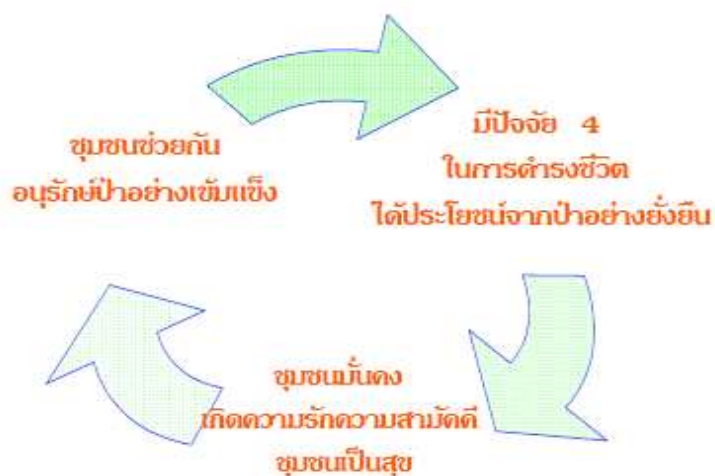 ชุมชนช่วยกัน
อนุรักษ์ป่าอย่างเข้มแข็ง
มีปัจจัย 4
ในการดำรงชีวิต
ได้ประโยชน์จากป่าอย่างยั่งยืน
ชุมชนมั่นคง
เกิดความรักความสามัคคี
ชุมชนเป็นสุข